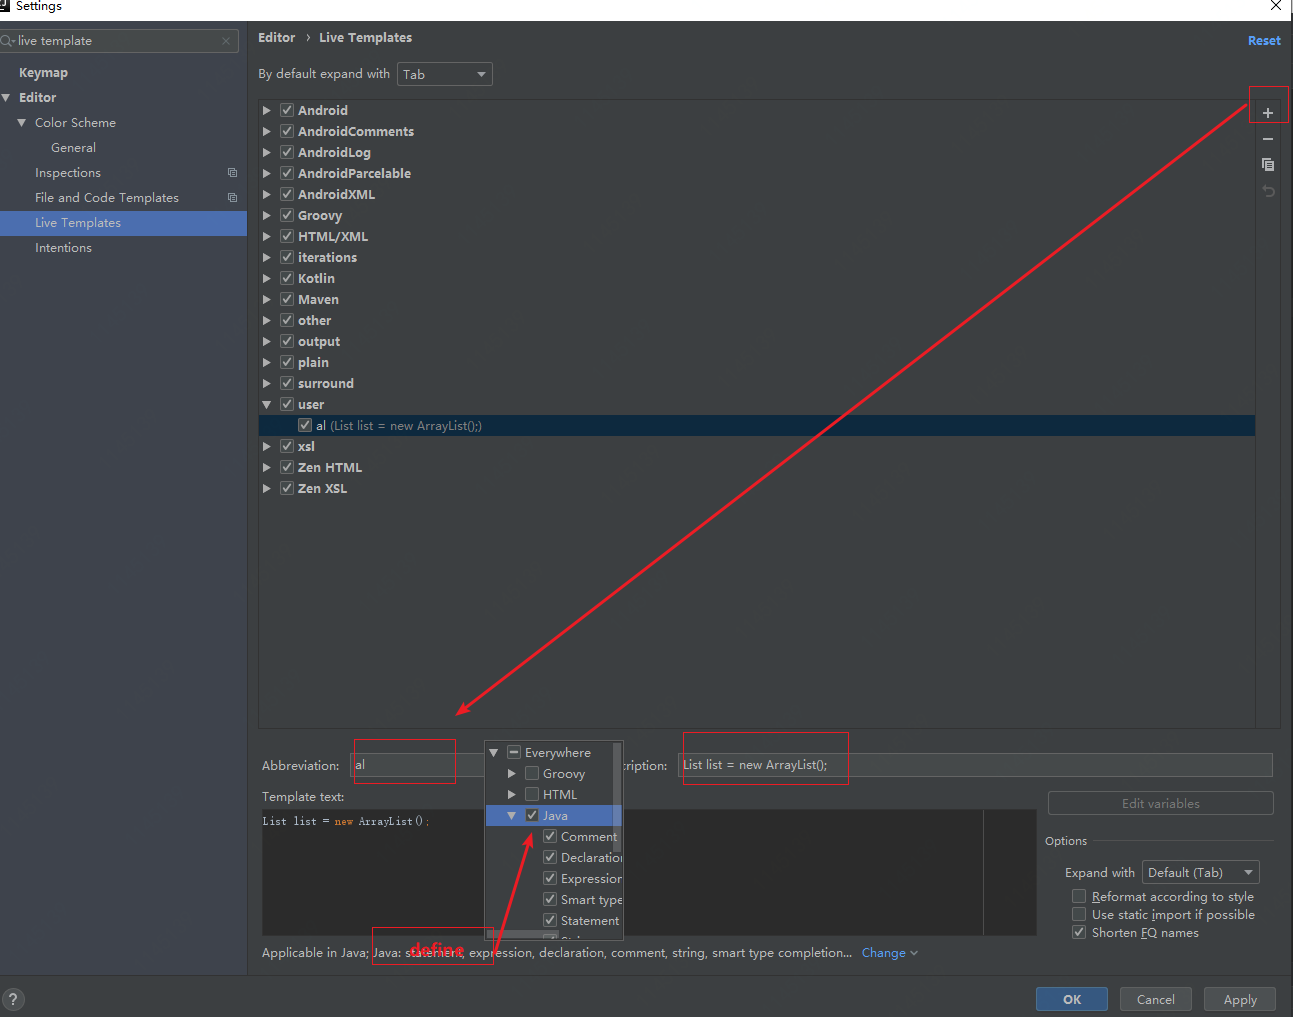 Settings
live template
Keymap
Editor
Color Scheme
General
Inspections
File and Code Templates
Live Templates
Intentions
Editor › Live Templates
Reset
By default expand with Tab
Android
AndroidComments
AndroidLog
AndroidParcelable
AndroidXML
Groovy
HTML/XML
iterations
Kotlin
Maven
other
output
plain
surround
user
al (List list = new ArrayList();)
xsl
Zen HTML
Zen XSL
Abbreviation: al
cription: List list = new ArrayList();
Template text:
List list = new ArrayList();
Everywhere
Groovy
HTML
Java
Comment
Declaration
Expression
Smart type
Statement
Edit variables
Options
Expand with Default (Tab)
Reformat according to style
Use static import if possible
Shorten FQ names
define
Applicable in Java; Java: statement, expression, declaration, comment, string, smart type completion... Change
?
OK
Cancel
Apply